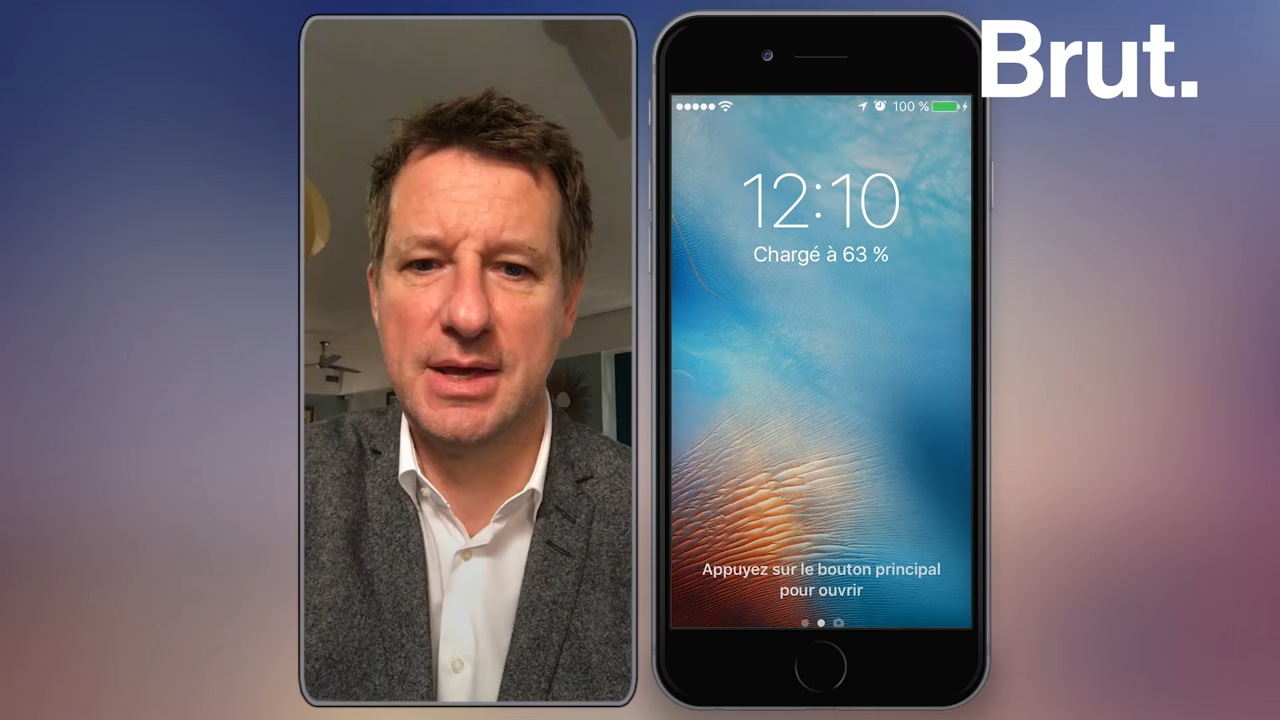 Brut.
100 %
12:10
Chargé à 63 %
Appuyez sur le bouton principal
pour ouvrir